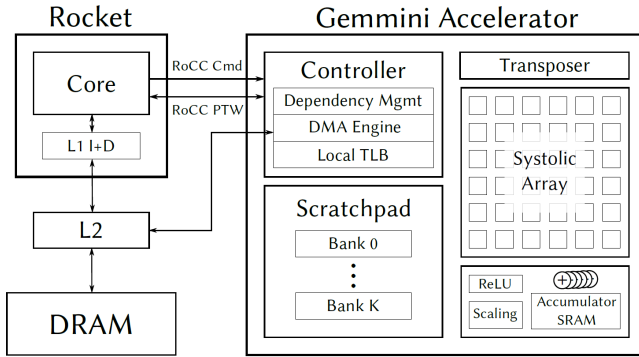 Rocket
Core
L1 I+D
L2
DRAM
RoCC Cmd
RoCC PTW
Gemmini Accelerator
Controller
Dependency Mgmt
DMA Engine
Local TLB
Scratchpad
Bank 0
Bank K
Transposer
Systolic
Array
ReLU
Scaling
Accumulator
SRAM